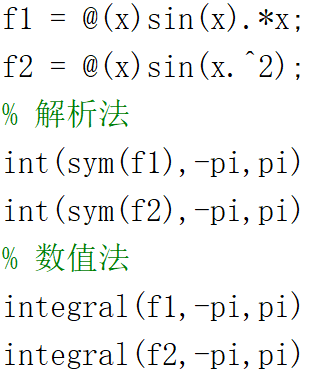 f1 = @(x)sin(x).*x;
f2 = @(x)sin(x.^2);
% 解析法
int(sym(f1),-pi,pi)
int(sym(f2),-pi,pi)
% 数值法
integral(f1,-pi,pi)
integral(f2,-pi,pi)